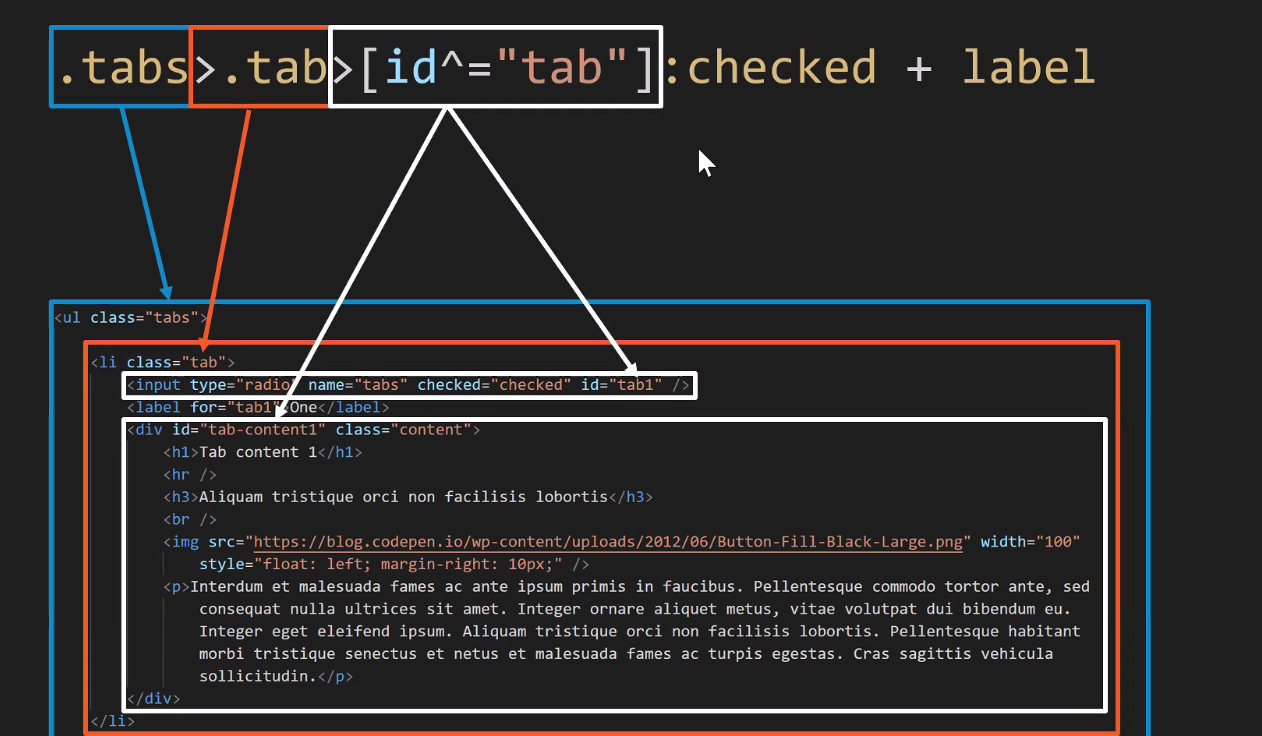 .tabs>.tab>[id^="tab"]:checked + label
<ul class="tabs">
<li class="tab">
<input type="radio" name="tabs" checked="checked" id="tab1" />
<label for="tab1">One</label>
<div id="tab-content1" class="content">
<h1>Tab content 1</h1>
<hr />
<h3>Aliquam tristique orci non facilisis lobortis</h3>
<br />
<img src="https://blog.codepen.io/wp-content/uploads/2012/06/Button-Fill-Black-Large.png" width="100"
style="float: left; margin-right: 10px;" />
<p>Interdum et malesuada fames ac ante ipsum primis in faucibus. Pellentesque commodo tortor ante, sed
consequat nulla ultrices sit amet. Integer ornare aliquet metus, vitae volutpat dui bibendum eu.
Integer eget eleifend ipsum. Aliquam tristique orci non facilisis lobortis. Pellentesque habitant
morbi tristique senectus et netus et malesuada fames ac turpis egestas. Cras sagittis vehicula
sollicitudin.</p>
</div>
</li>